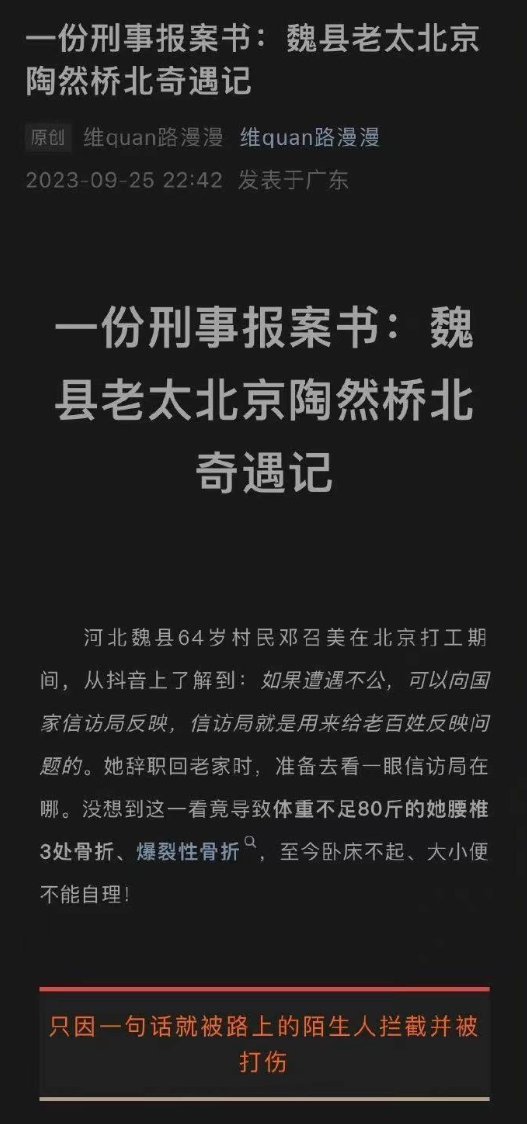 一份刑事报案书：魏县老太北京
陶然桥北奇遇记
原创 维quan路漫漫 维quan路漫漫
2023-09-25 22:42 发表于广东
一份刑事报案书：魏
县老太北京陶然桥北
奇遇记
河北魏县64岁村民邓召美在北京打工期
间，从抖音上了解到：如果遭遇不公，可以向国
家信访局反映，信访局就是用来给老百姓反映问
题的。她辞职回老家时，准备去看一眼信访局在
哪。没想到这一看竟导致体重不足80斤的她腰椎
3处骨折、爆裂性骨折，至今卧床不起、大小便
不能自理！
只因一句话就被路上的陌生人拦截并被
打伤